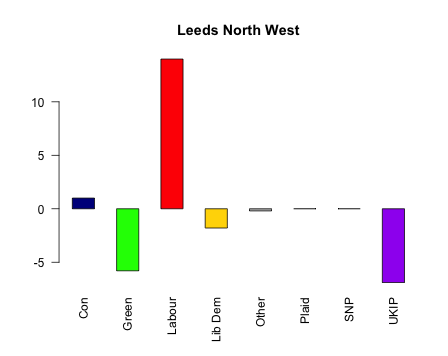 Leeds North West
10
5
0
-5
Con
Green
Labour
Lib Dem
Other
Plaid
SNP
UKIP